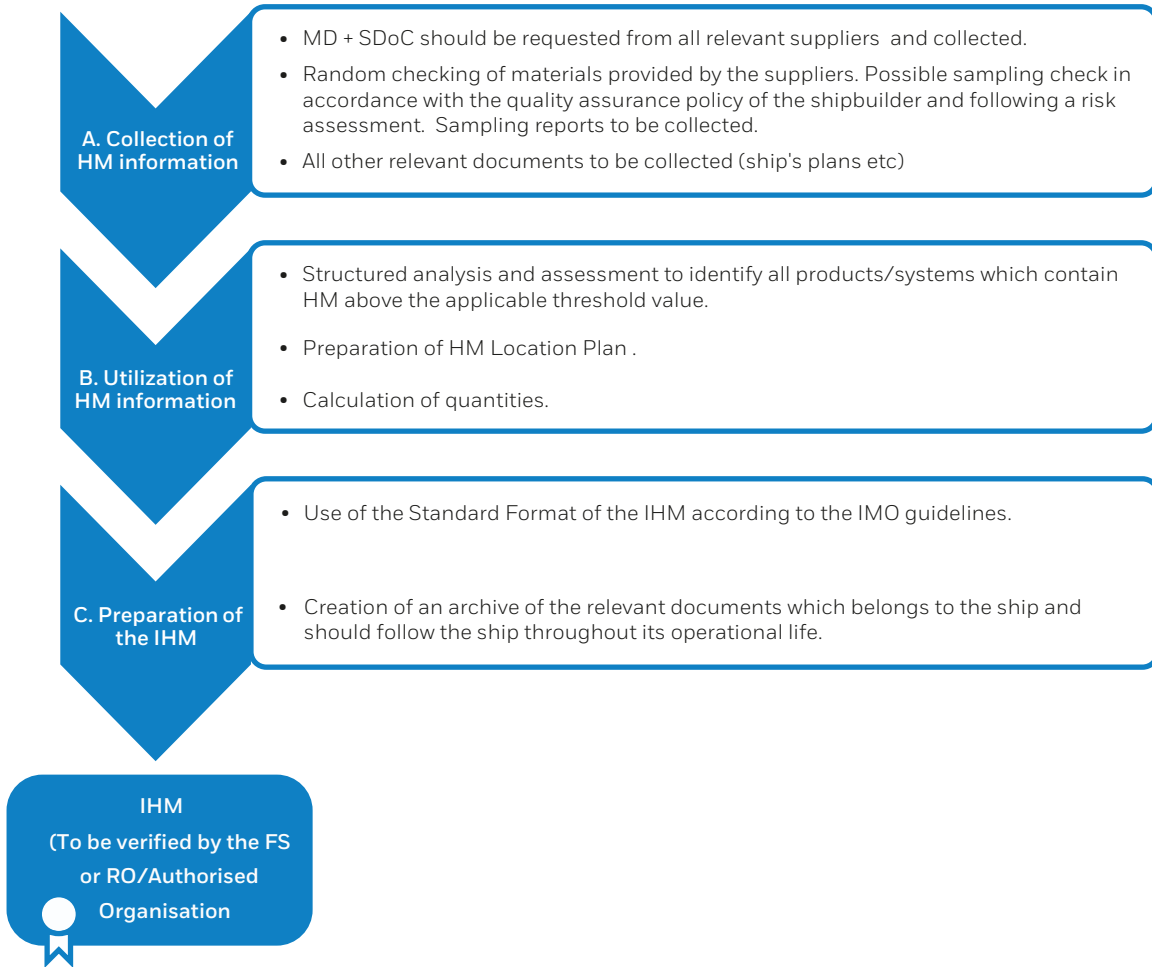 • MD + SDoC should be requested from all relevant suppliers and collected.
• Random checking of materials provided by the suppliers. Possible sampling check in
accordance with the quality assurance policy of the shipbuilder and following a risk
assessment. Sampling reports to be collected.
• All other relevant documents to be collected (ship's plans etc)
A. Collection of
HM information
• Structured analysis and assessment to identify all products/systems which contain
HM above the applicable threshold value.
• Preparation of HM Location Plan .
• Calculation of quantities.
B. Utilization of
HM information
• Use of the Standard Format of the IHM according to the IMO guidelines.
• Creation of an archive of the relevant documents which belongs to the ship and
should follow the ship throughout its operational life.
C. Preparation of
the IHM
IHM
(To be verified by the FS
or RO/Authorised
Organisation